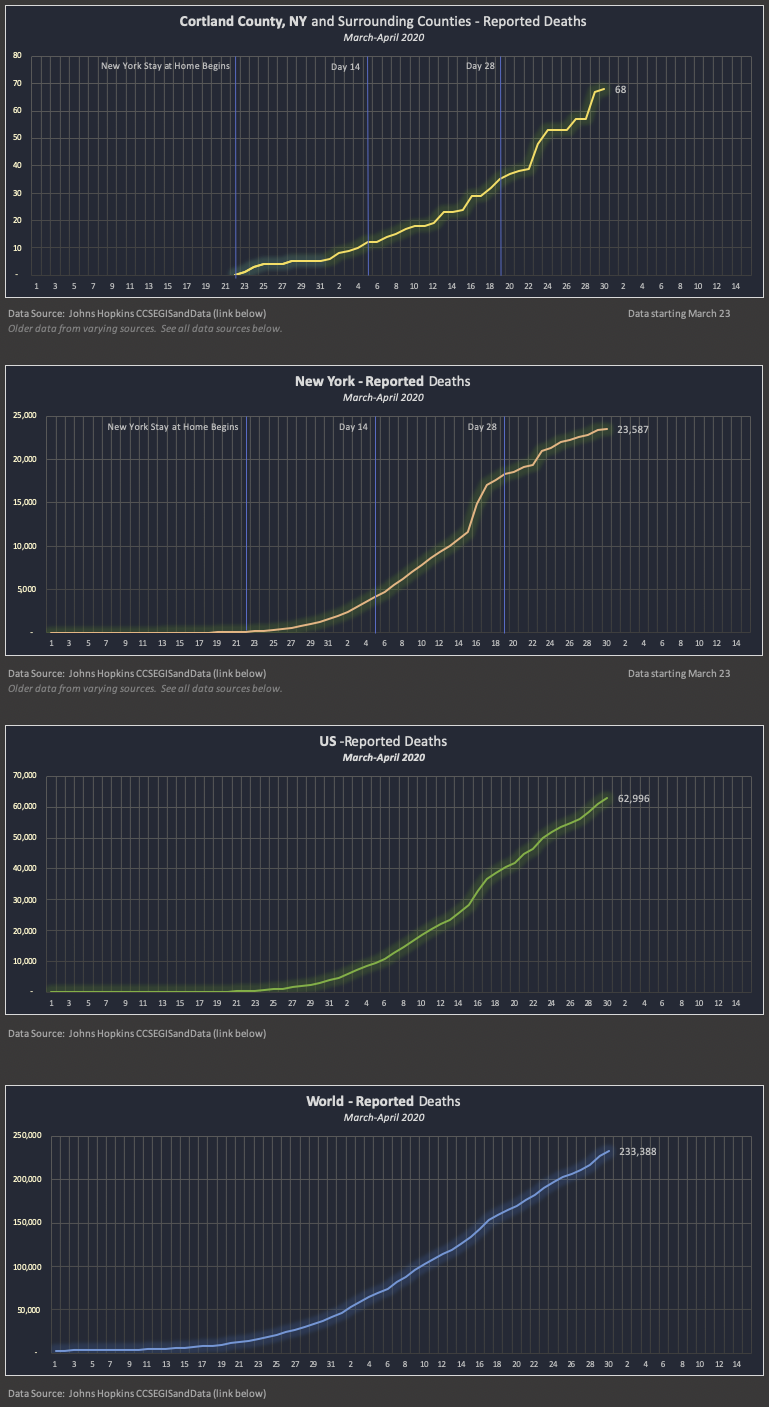 Cortland County, NY and Surrounding Counties - Reported Deaths
March-April 2020
80
70
60
50
40
30
20
10
-
New York Stay at Home Begins
Day 14
Day 28
68
1 3 5 7 9 11 13 15 17 19 21 23 25 27 29 31 2 4 6 8 10 12 14 16 18 20 22 24 26 28 30 2 4 6 8 10 12 14
Data Source: Johns Hopkins CCSEGISandData (link below)
Data starting March 23
Older data from varying sources. See all data sources below.
New York - Reported Deaths
March-April 2020
25,000
20,000
15,000
10,000
5,000
-
New York Stay at Home Begins
Day 14
Day 28
23,587
1 3 5 7 9 11 13 15 17 19 21 23 25 27 29 31 2 4 6 8 10 12 14 16 18 20 22 24 26 28 30 2 4 6 8 10 12 14
Data Source: Johns Hopkins CCSEGISandData (link below)
Data starting March 23
Older data from varying sources. See all data sources below.
US -Reported Deaths
March-April 2020
70,000
60,000
50,000
40,000
30,000
20,000
10,000
-
62,996
1 3 5 7 9 11 13 15 17 19 21 23 25 27 29 31 2 4 6 8 10 12 14 16 18 20 22 24 26 28 30 2 4 6 8 10 12 14
Data Source: Johns Hopkins CCSEGISandData (link below)
World - Reported Deaths
March-April 2020
250,000
200,000
150,000
100,000
50,000
-
233,388
1 3 5 7 9 11 13 15 17 19 21 23 25 27 29 31 2 4 6 8 10 12 14 16 18 20 22 24 26 28 30 2 4 6 8 10 12 14
Data Source: Johns Hopkins CCSEGISandData (link below)